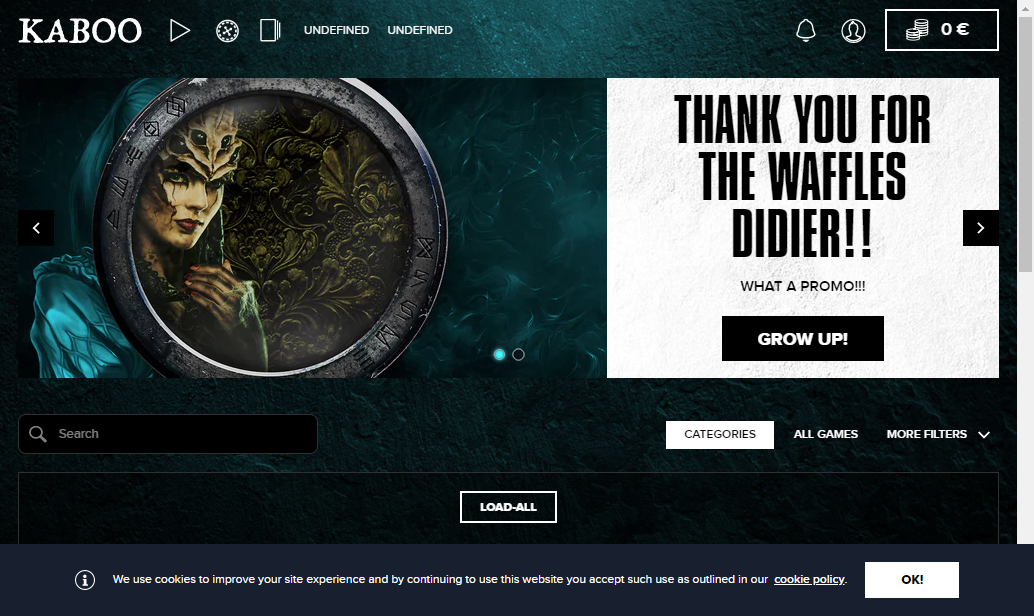 KABOO
UNDEFINED UNDEFINED
0 €
THANK YOU FOR
THE WAFFLES
DIDIER!!
WHAT A PROMO!!!
GROW UP!
Search
CATEGORIES ALL GAMES MORE FILTERS
LOAD-ALL
We use cookies to improve your site experience and by continuing to use this website you accept such use as outlined in our cookie policy.
OK!